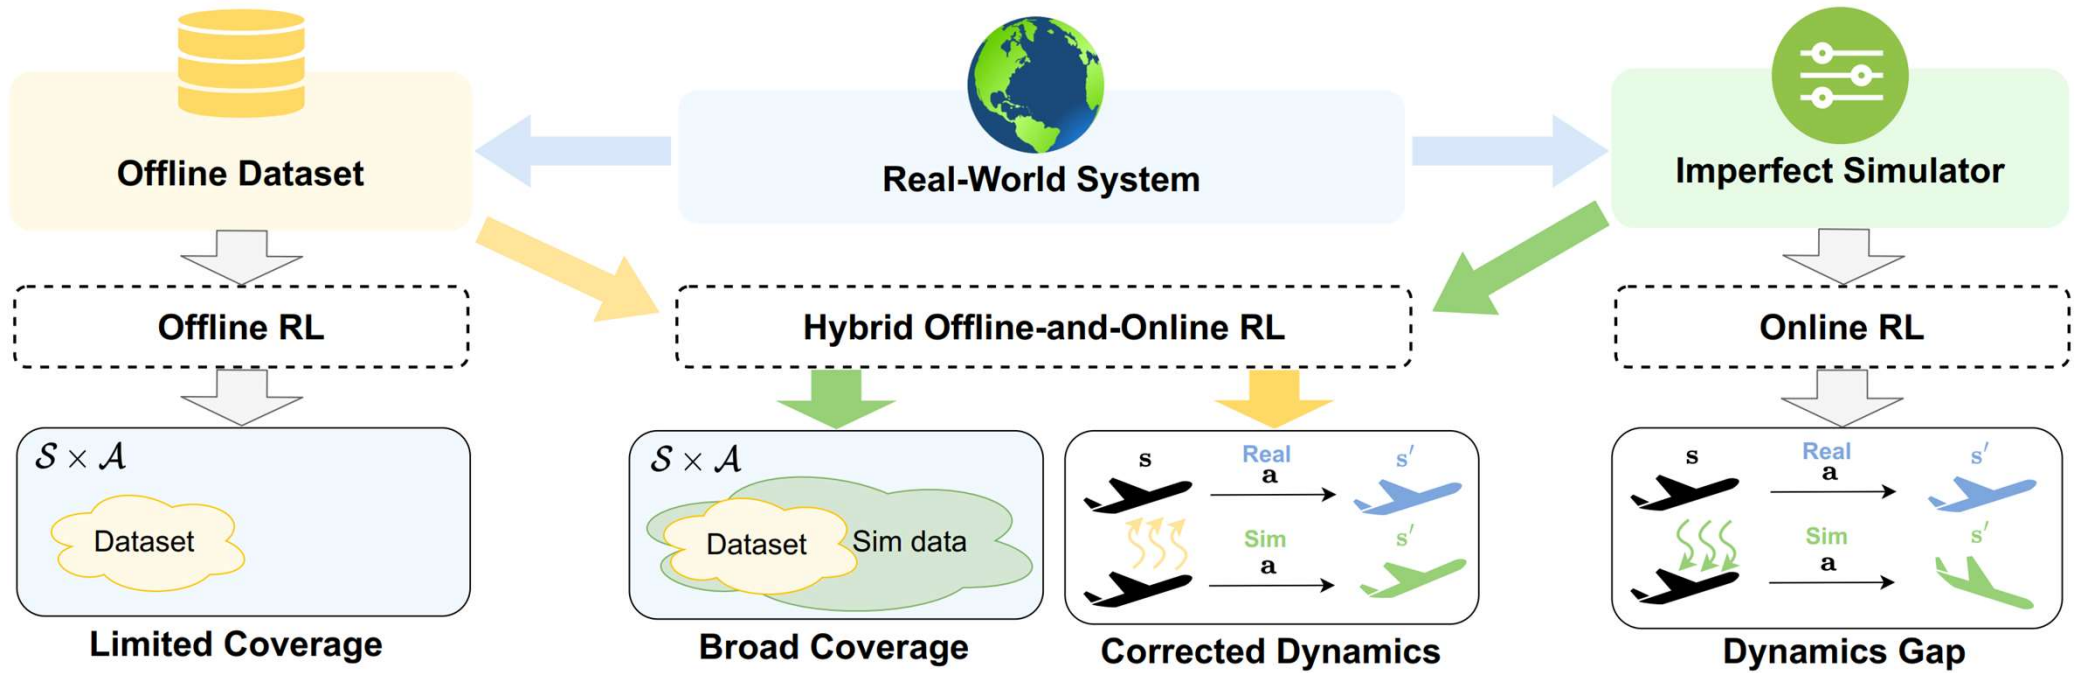 Offline Dataset
Real-World System
Imperfect Simulator
Offline RL
Hybrid Offline-and-Online RL
Online RL
𝒮 × 𝒜
Dataset
Limited Coverage
𝒮 × 𝒜
Dataset
Sim data
Broad Coverage
s
Real
a
s′
Sim
a
s′
Corrected Dynamics
s
Real
a
s′
Sim
a
s′
Dynamics Gap